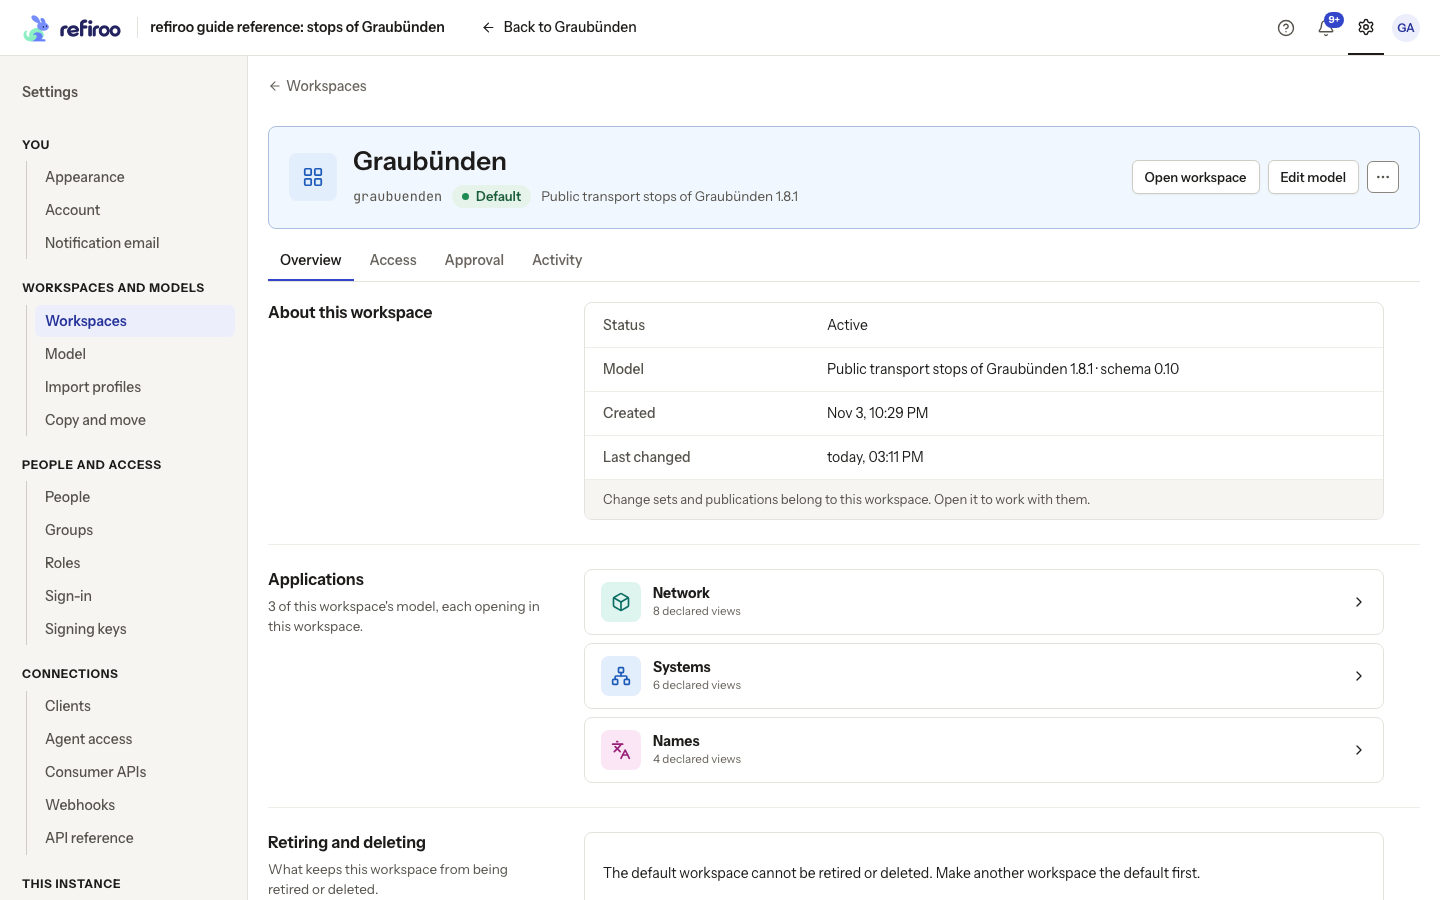 refiroo
refiroo guide reference: stops of Graubünden
Back to Graubünden
9+
GA
Settings
YOU
Appearance
Account
Notification email
WORKSPACES AND MODELS
Workspaces
Model
Import profiles
Copy and move
PEOPLE AND ACCESS
People
Groups
Roles
Sign-in
Signing keys
CONNECTIONS
Clients
Agent access
Consumer APIs
Webhooks
API reference
THIS INSTANCE
Workspaces
Graubünden
graubuenden
Default
Public transport stops of Graubünden 1.8.1
Open workspace
Edit model
Overview
Access
Approval
Activity
About this workspace
Status
Active
Model
Public transport stops of Graubünden 1.8.1 · schema 0.10
Created
Nov 3, 10:29 PM
Last changed
today, 03:11 PM
Change sets and publications belong to this workspace. Open it to work with them.
Applications
3 of this workspace's model, each opening in
this workspace.
Network
8 declared views
Systems
6 declared views
Names
4 declared views
Retiring and deleting
What keeps this workspace from being
retired or deleted.
The default workspace cannot be retired or deleted. Make another workspace the default first.